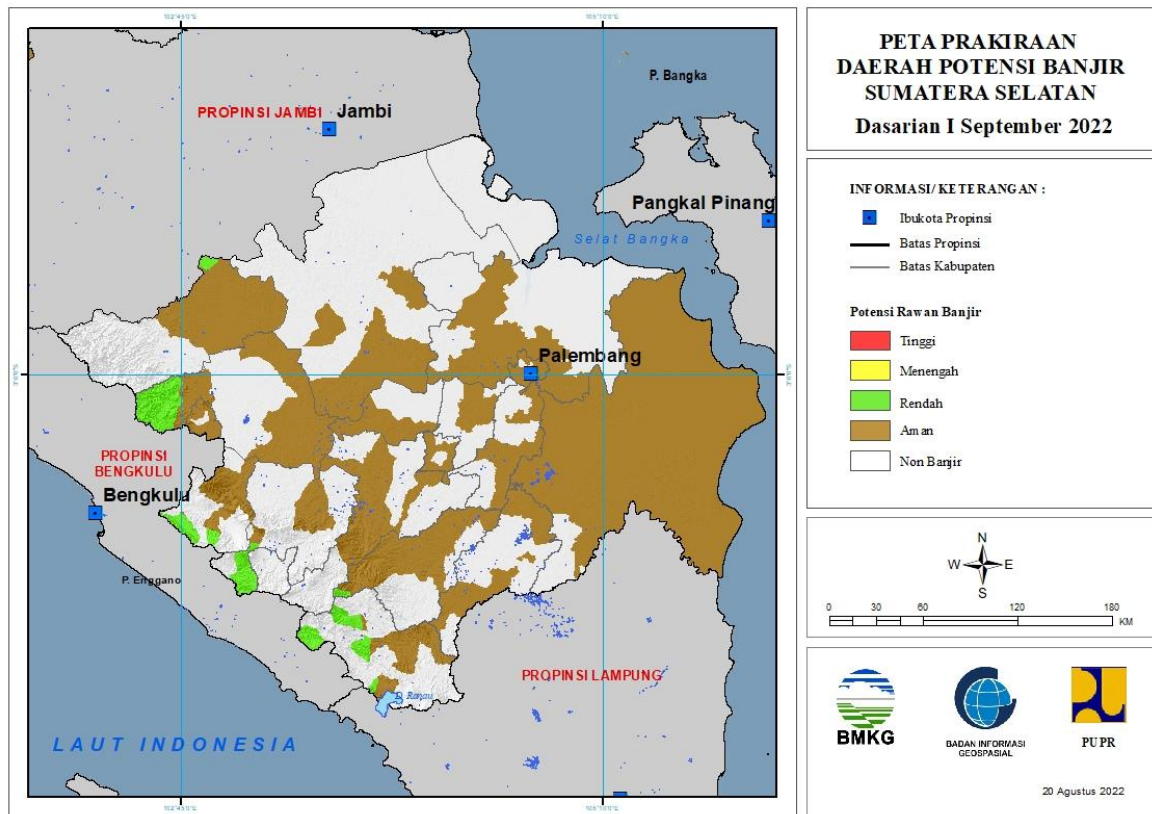 PETA PRAKIRAAN
DAERAH POTENSI BANJIR
SUMATERA SELATAN
Dasarian I September 2022
INFORMASI/ KETERANGAN :
Ibukota Propinsi
Batas Propinsi
Batas Kabupaten
Potensi Rawan Banjir
Tinggi
Menengah
Rendah
Aman
Non Banjir
N
W E
S
0 30 60 120 180
KM
BMKG
BADAN INFORMASI
GEOSPASIAL
PUPR
20 Agustus 2022
P. Bangka
PROPINSI JAMBI
Jambi
Pangkal Pinang
Selat Bangka
Palembang
PROPINSI
BENGKULU
Bengkulu
P. Enggano
PROPINSI LAMPUNG
D. Ranau
LAUT INDONESIA